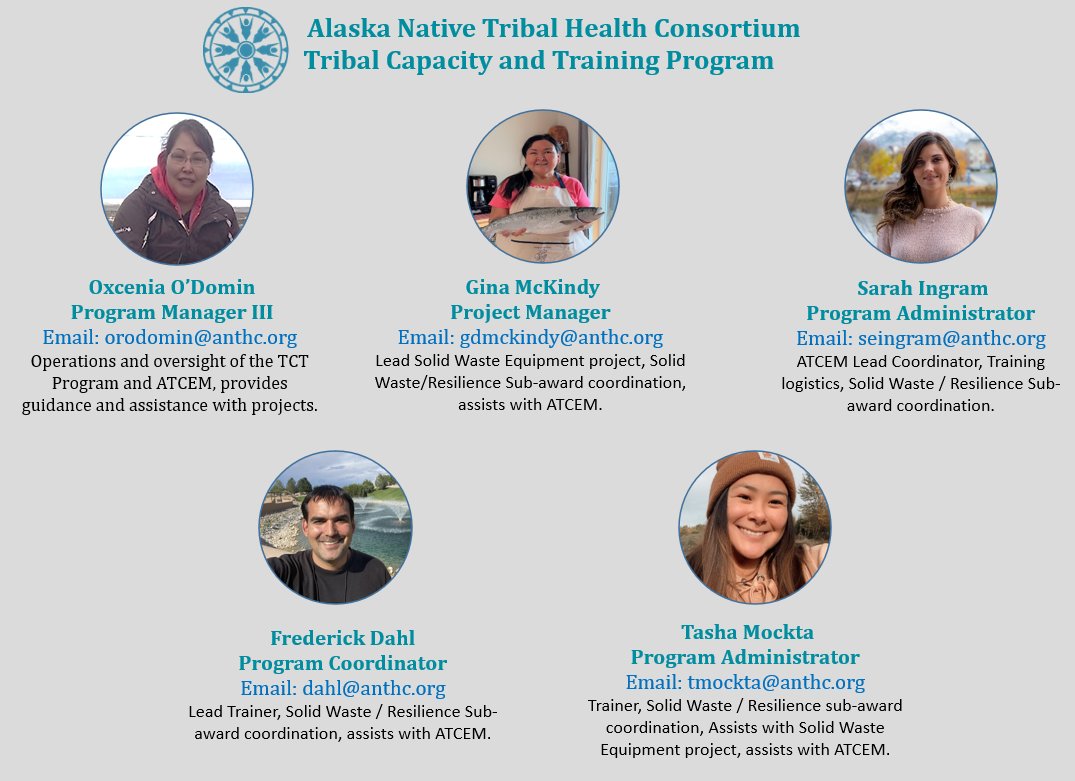 Alaska Native Tribal Health Consortium
Tribal Capacity and Training Program
Oxcenia O’Domin
Program Manager III
Email: orodomin@anthc.org
Operations and oversight of the TCT
Program and ATCEM, provides
guidance and assistance with projects.
Gina McKindy
Project Manager
Email: gdmckindy@anthc.org
Lead Solid Waste Equipment project, Solid
Waste/Resilience Sub-award coordination,
assists with ATCEM.
Sarah Ingram
Program Administrator
Email: seingram@anthc.org
ATCEM Lead Coordinator, Training
logistics, Solid Waste / Resilience Sub-
award coordination.
Frederick Dahl
Program Coordinator
Email: dahl@anthc.org
Lead Trainer, Solid Waste / Resilience Sub-
award coordination, assists with ATCEM.
Tasha Mockta
Program Administrator
Email: tmockta@anthc.org
Trainer, Solid Waste / Resilience sub-award
coordination, Assists with Solid Waste
Equipment project, assists with ATCEM.